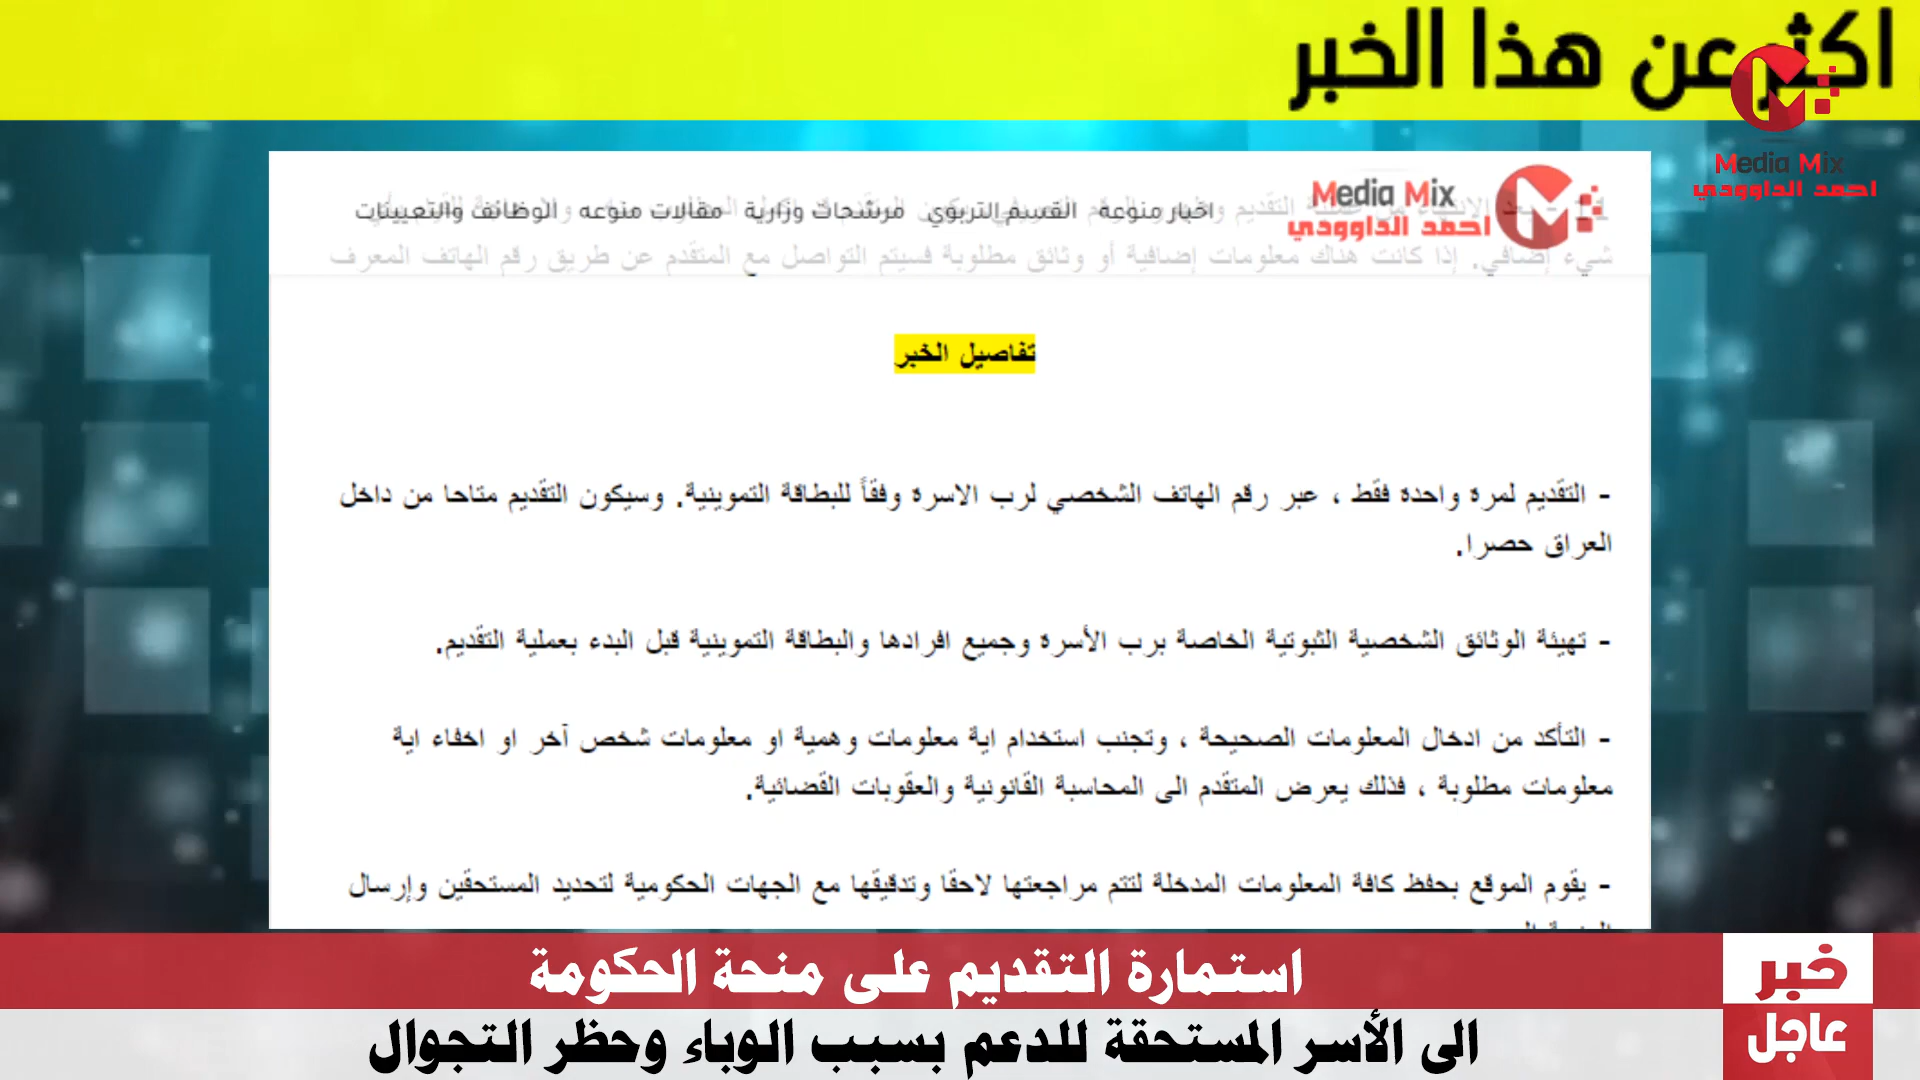 اكثر عن هذا الخبر
Media Mix
احمد الداوودي
Media Mix
احمد الداوودي
اخبار منوعة القسم التربوي مرشحات وزارية مقالات منوعه الوظائف والتعيينات
شيء إضافي. إذا كانت هناك معلومات إضافية أو وثائق مطلوبة فسيتم التواصل مع المتقدم عن طريق رقم الهاتف المعرف
تفاصيل الخبر
- التقديم لمرة واحدة فقط ، عبر رقم الهاتف الشخصي لرب الاسرة وفقاً للبطاقة التموينية. وسيكون التقديم متاحا من داخل
العراق حصرا.
- تهيئة الوثائق الشخصية الثبوتية الخاصة برب الأسرة وجميع افرادها والبطاقة التموينية قبل البدء بعملية التقديم.
- التأكد من ادخال المعلومات الصحيحة ، وتجنب استخدام اية معلومات وهمية او معلومات شخص آخر او اخفاء اية
معلومات مطلوبة ، فذلك يعرض المتقدم الى المحاسبة القانونية والعقوبات القضائية.
- يقوم الموقع بحفظ كافة المعلومات المدخلة لتتم مراجعتها لاحقا وتدقيقها مع الجهات الحكومية لتحديد المستحقين وإرسال
استمارة التقديم على منحة الحكومة
الى الأسر المستحقة للدعم بسبب الوباء وحظر التجوال
خبر
عاجل